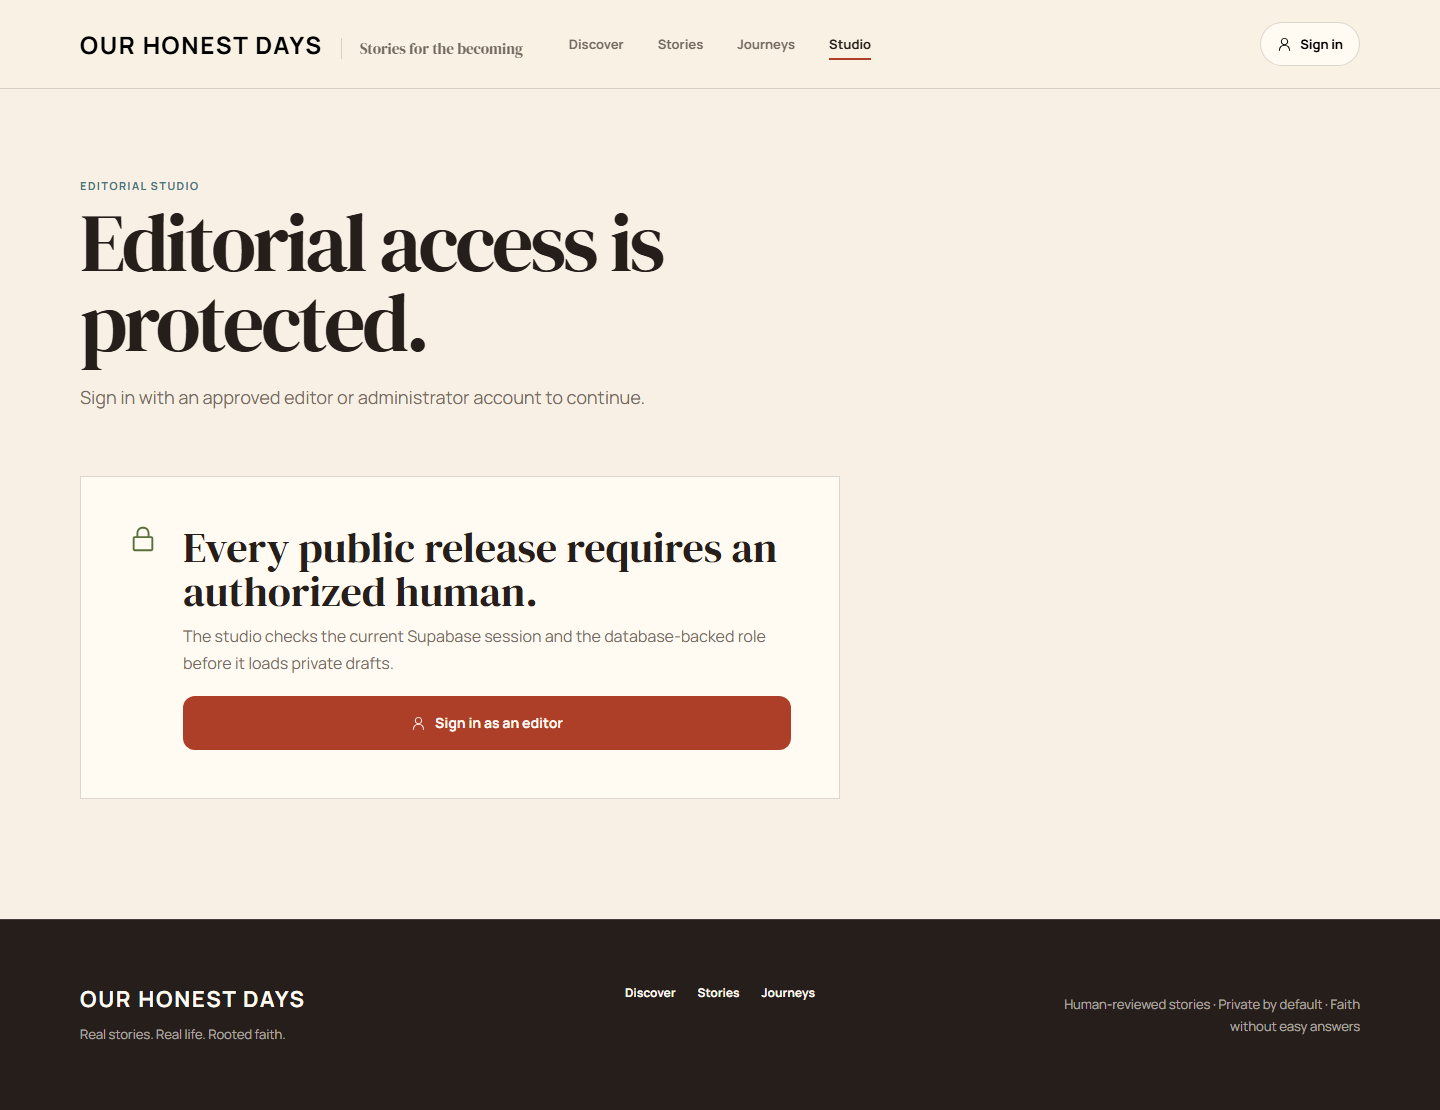 OUR HONEST DAYS
Stories for the becoming
Discover
Stories
Journeys
Studio
Sign in
EDITORIAL STUDIO
Editorial access is
protected.
Sign in with an approved editor or administrator account to continue.
Every public release requires an
authorized human.
The studio checks the current Supabase session and the database-backed role
before it loads private drafts.
Sign in as an editor
OUR HONEST DAYS
Real stories. Real life. Rooted faith.
Discover
Stories
Journeys
Human-reviewed stories · Private by default · Faith
without easy answers